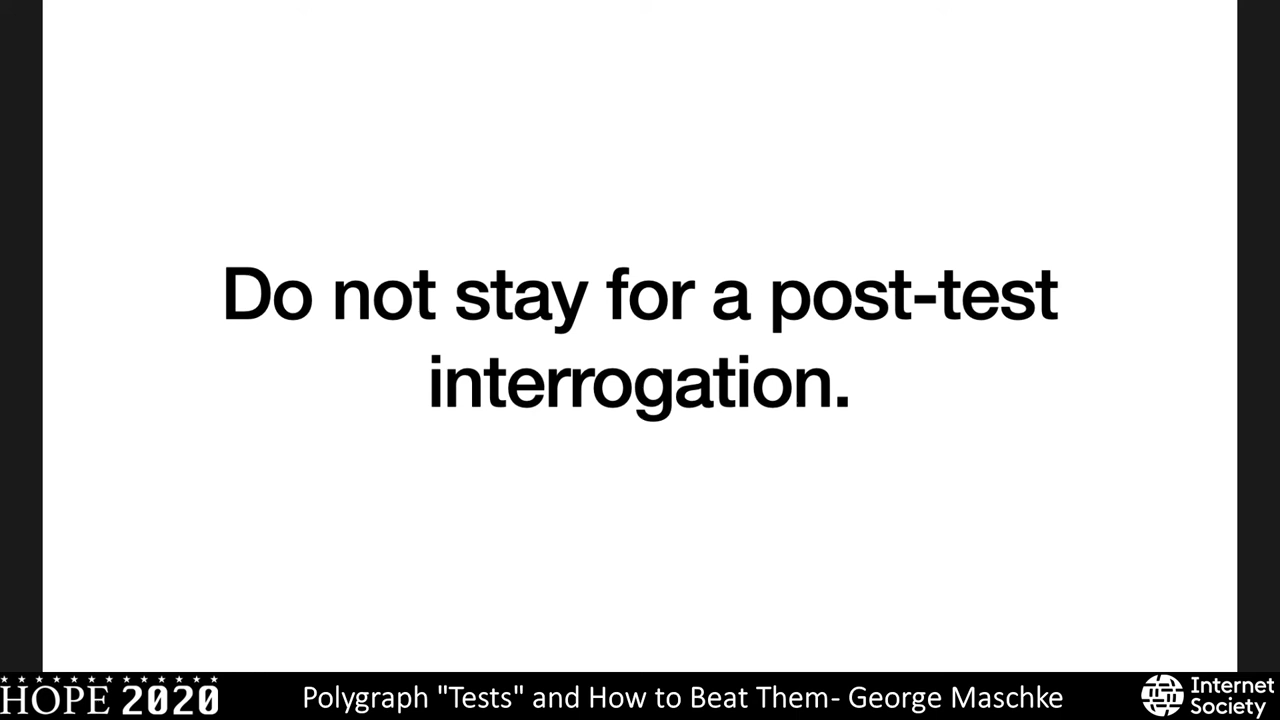 Do not stay for a post-test
interrogation.
HOPE 2020
Polygraph "Tests" and How to Beat Them- George Maschke
Internet
Society